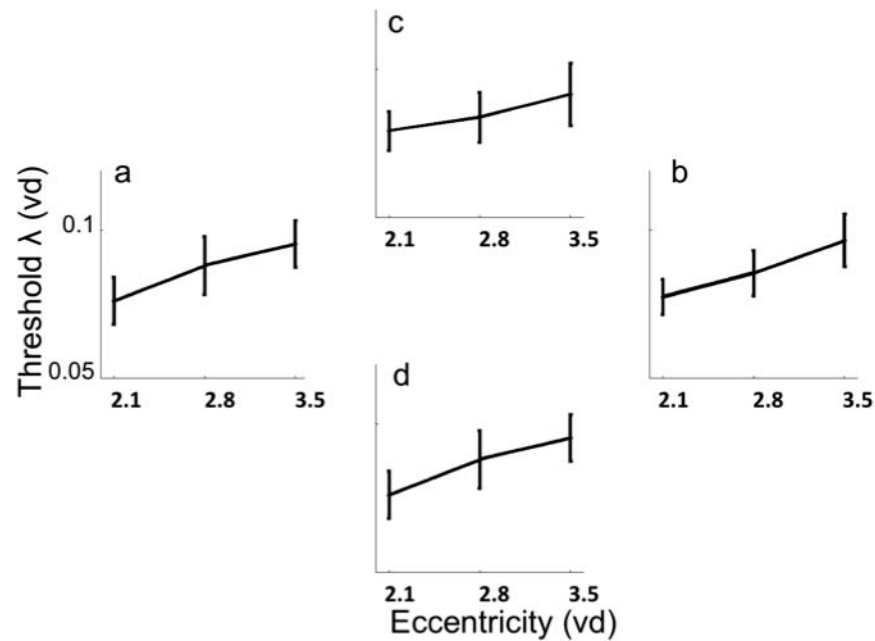 c
2.1 2.8 3.5
a
Threshold λ (vd)
0.1
0.05
2.1 2.8 3.5
b
2.1 2.8 3.5
d
2.1 2.8 3.5
Eccentricity (vd)